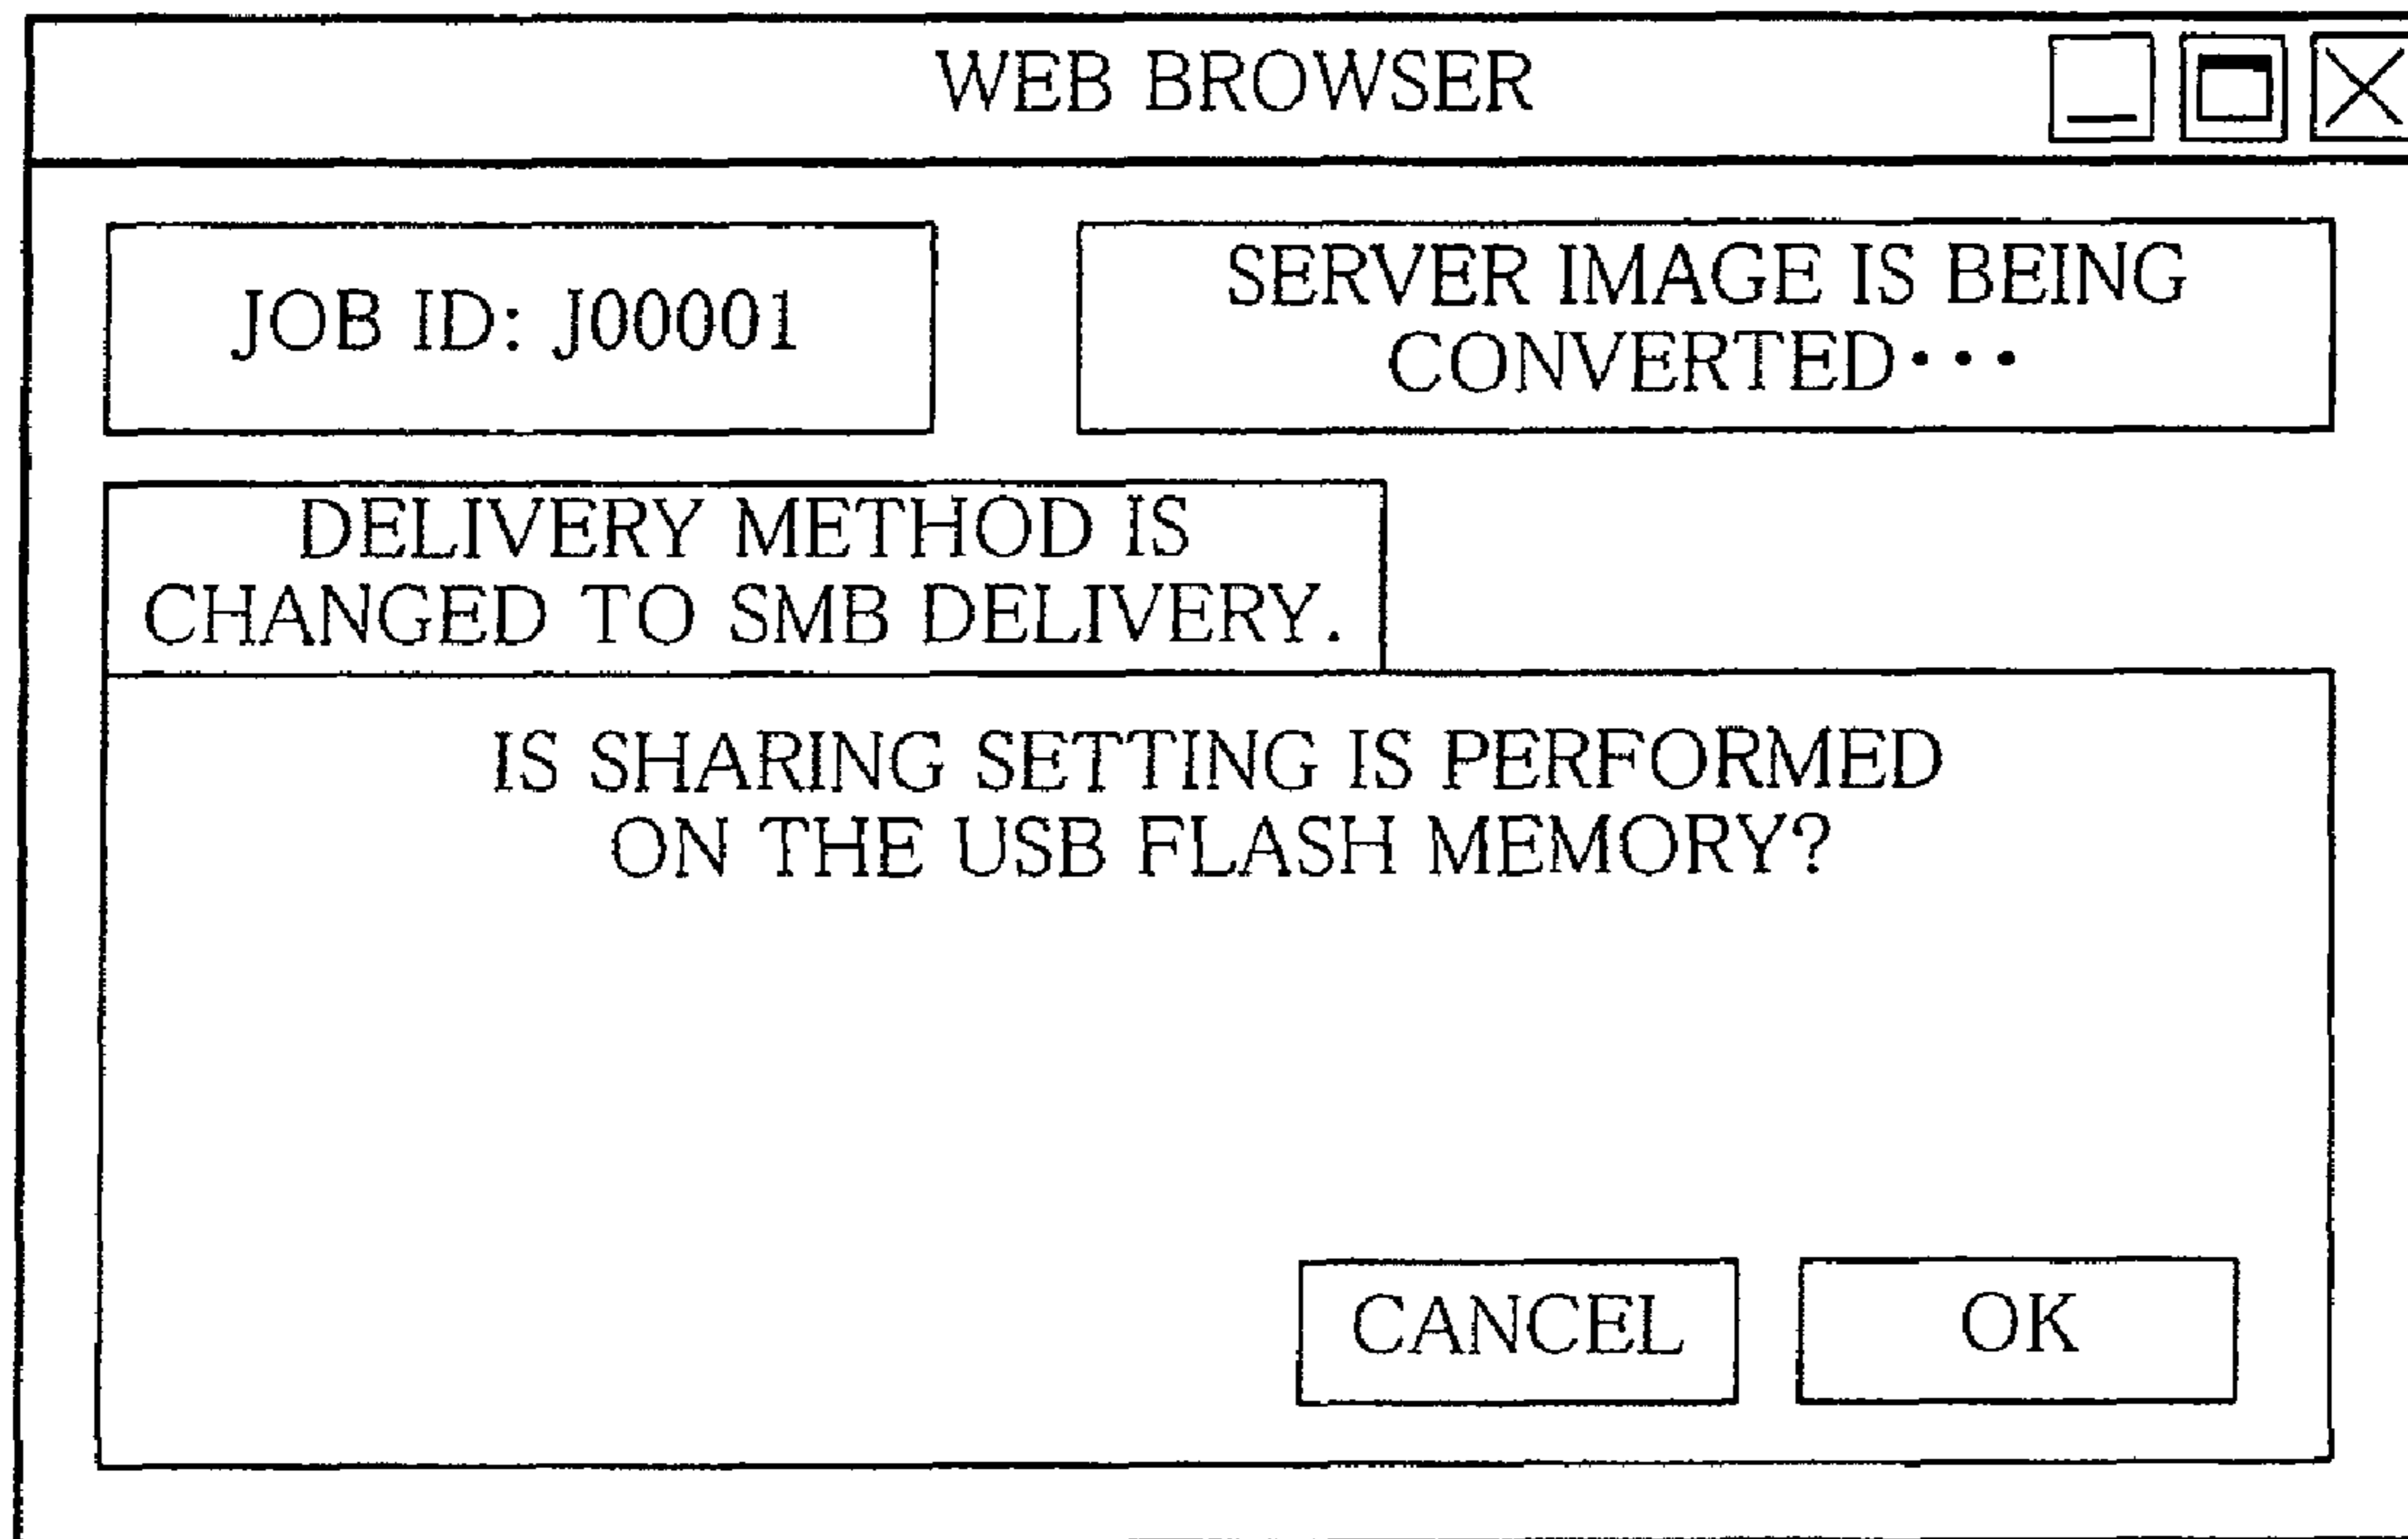 WEB BROWSER
JOB ID: J00001
SERVER IMAGE IS BEING
CONVERTED･･･
DELIVERY METHOD IS
CHANGED TO SMB DELIVERY.
IS SHARING SETTING IS PERFORMED
ON THE USB FLASH MEMORY?
CANCEL
OK